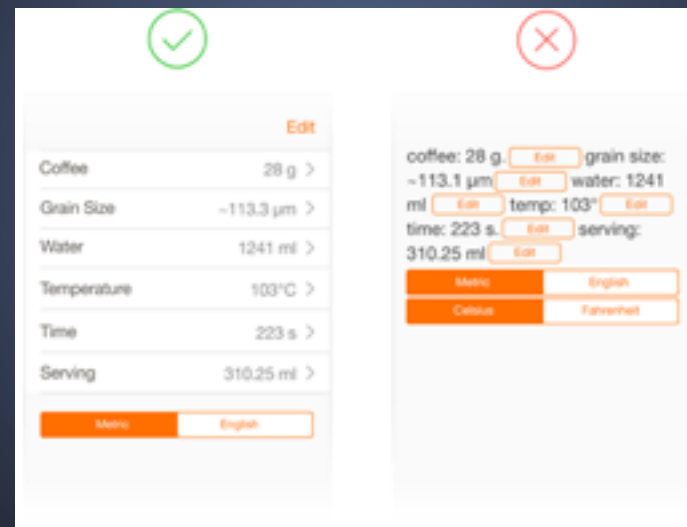 Edit
Coffee 28 g >
Grain Size ~113.3 µm >
Water 1241 ml >
Temperature 103°C >
Time 223 s >
Serving 310.25 ml >
Metric English
coffee: 28 g. Edit grain size:
~113.1 µm Edit water: 1241
ml Edit temp: 103° Edit
time: 223 s. Edit serving:
310.25 ml Edit
Metric English
Celsius Fahrenheit